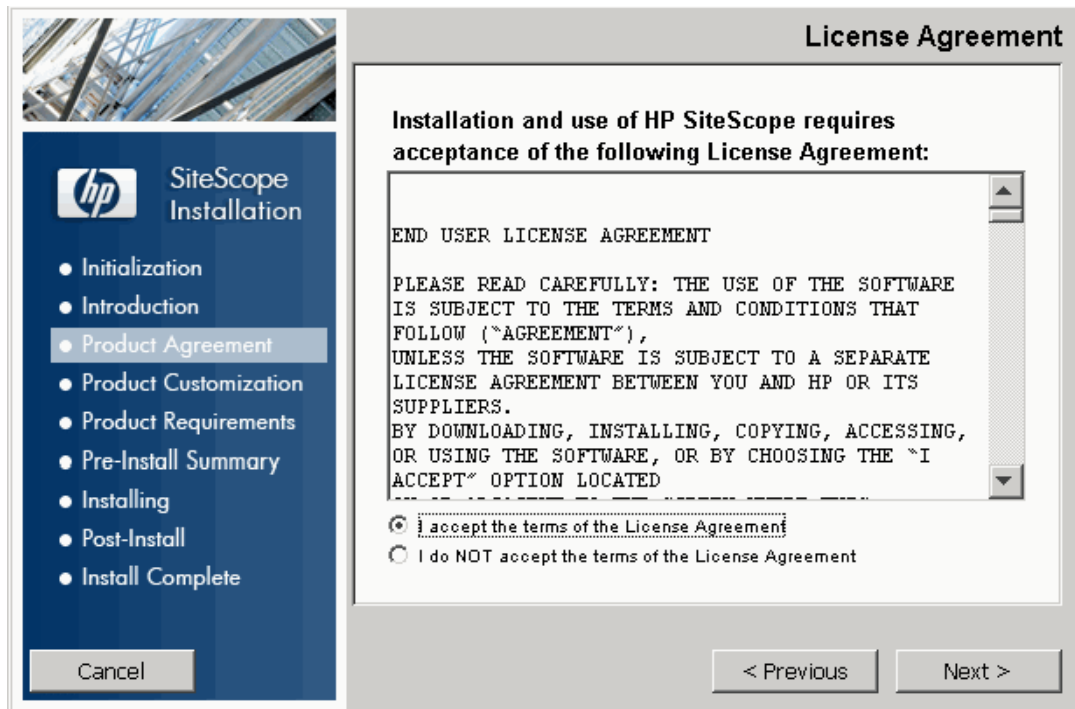 License Agreement
hp
SiteScope
Installation
Initialization
Introduction
Product Agreement
Product Customization
Product Requirements
Pre-Install Summary
Installing
Post-Install
Install Complete
Cancel
Installation and use of HP SiteScope requires
acceptance of the following License Agreement:
END USER LICENSE AGREEMENT
PLEASE READ CAREFULLY: THE USE OF THE SOFTWARE
IS SUBJECT TO THE TERMS AND CONDITIONS THAT
FOLLOW ("AGREEMENT"),
UNLESS THE SOFTWARE IS SUBJECT TO A SEPARATE
LICENSE AGREEMENT BETWEEN YOU AND HP OR ITS
SUPPLIERS.
BY DOWNLOADING, INSTALLING, COPYING, ACCESSING,
OR USING THE SOFTWARE, OR BY CHOOSING THE "I
ACCEPT" OPTION LOCATED
I accept the terms of the License Agreement
I do NOT accept the terms of the License Agreement
< Previous
Next >